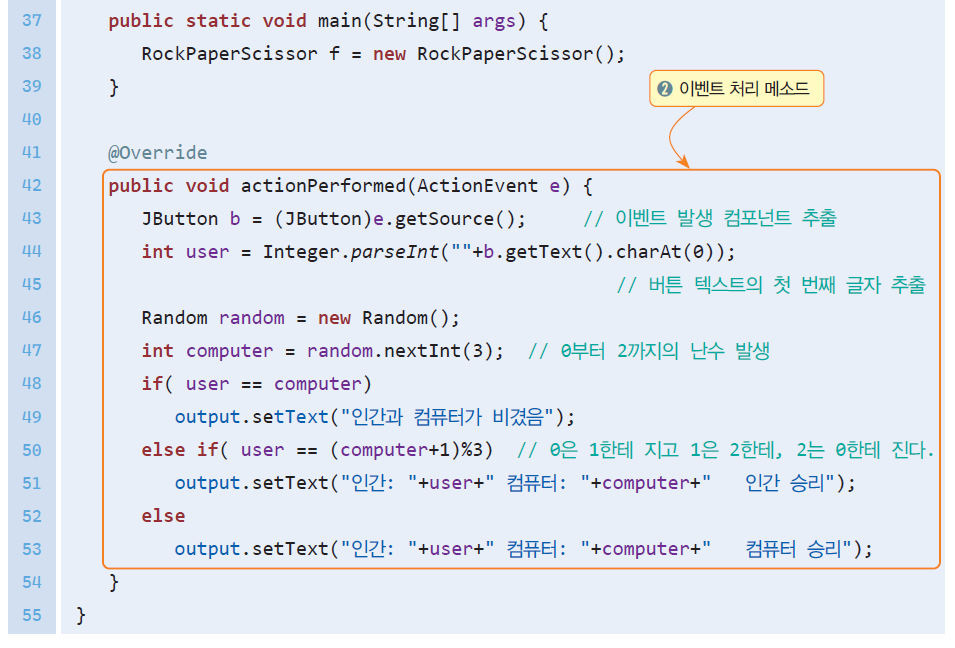 37 public static void main(String[] args) {
38 RockPaperScissor f = new RockPaperScissor();
39 }
❷ 이벤트 처리 메소드
40
41 @Override
42 public void actionPerformed(ActionEvent e) {
43 JButton b = (JButton)e.getSource(); // 이벤트 발생 컴포넌트 추출
44 int user = Integer.parseInt(""+b.getText().charAt(0));
45 // 버튼 텍스트의 첫 번째 글자 추출
46 Random random = new Random();
47 int computer = random.nextInt(3); // 0부터 2까지의 난수 발생
48 if( user == computer)
49 output.setText("인간과 컴퓨터가 비겼음");
50 else if( user == (computer+1)%3) // 0은 1한테 지고 1은 2한테, 2는 0한테 진다.
51 output.setText("인간: "+user+" 컴퓨터: "+computer+" 인간 승리");
52 else
53 output.setText("인간: "+user+" 컴퓨터: "+computer+" 컴퓨터 승리");
54 }
55 }